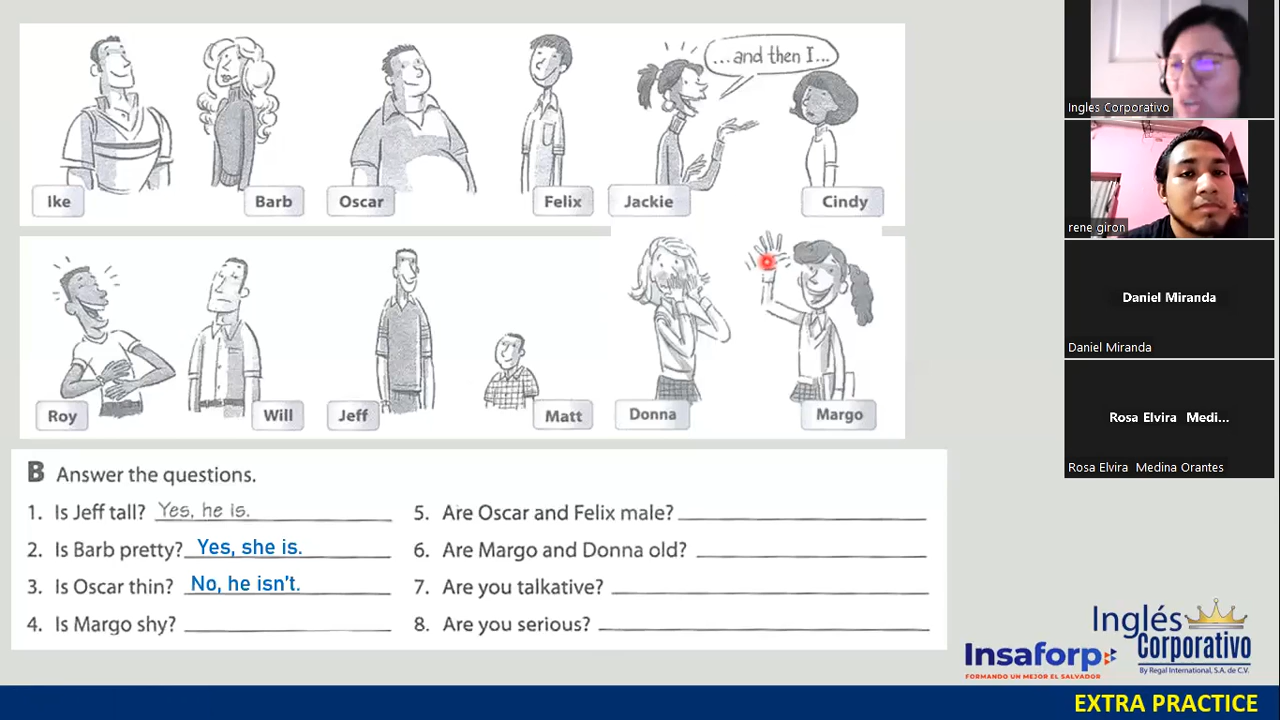 ...and then I...
Ike
Barb
Oscar
Felix
Jackie
Cindy
Roy
Will
Jeff
Matt
Donna
Margo
B Answer the questions.
1. Is Jeff tall? Yes, he is.
2. Is Barb pretty? Yes, she is.
3. Is Oscar thin? No, he isn't.
4. Is Margo shy?
5. Are Oscar and Felix male?
6. Are Margo and Donna old?
7. Are you talkative?
8. Are you serious?
Ingles Corporativo
rene giron
Daniel Miranda
Daniel Miranda
Rosa Elvira Medi...
Rosa Elvira Medina Orantes
Insaforp
FORMANDO UN MEJOR EL SALVADOR
Inglés
Corporativo
By Regal International, S.A. de C.V.
EXTRA PRACTICE